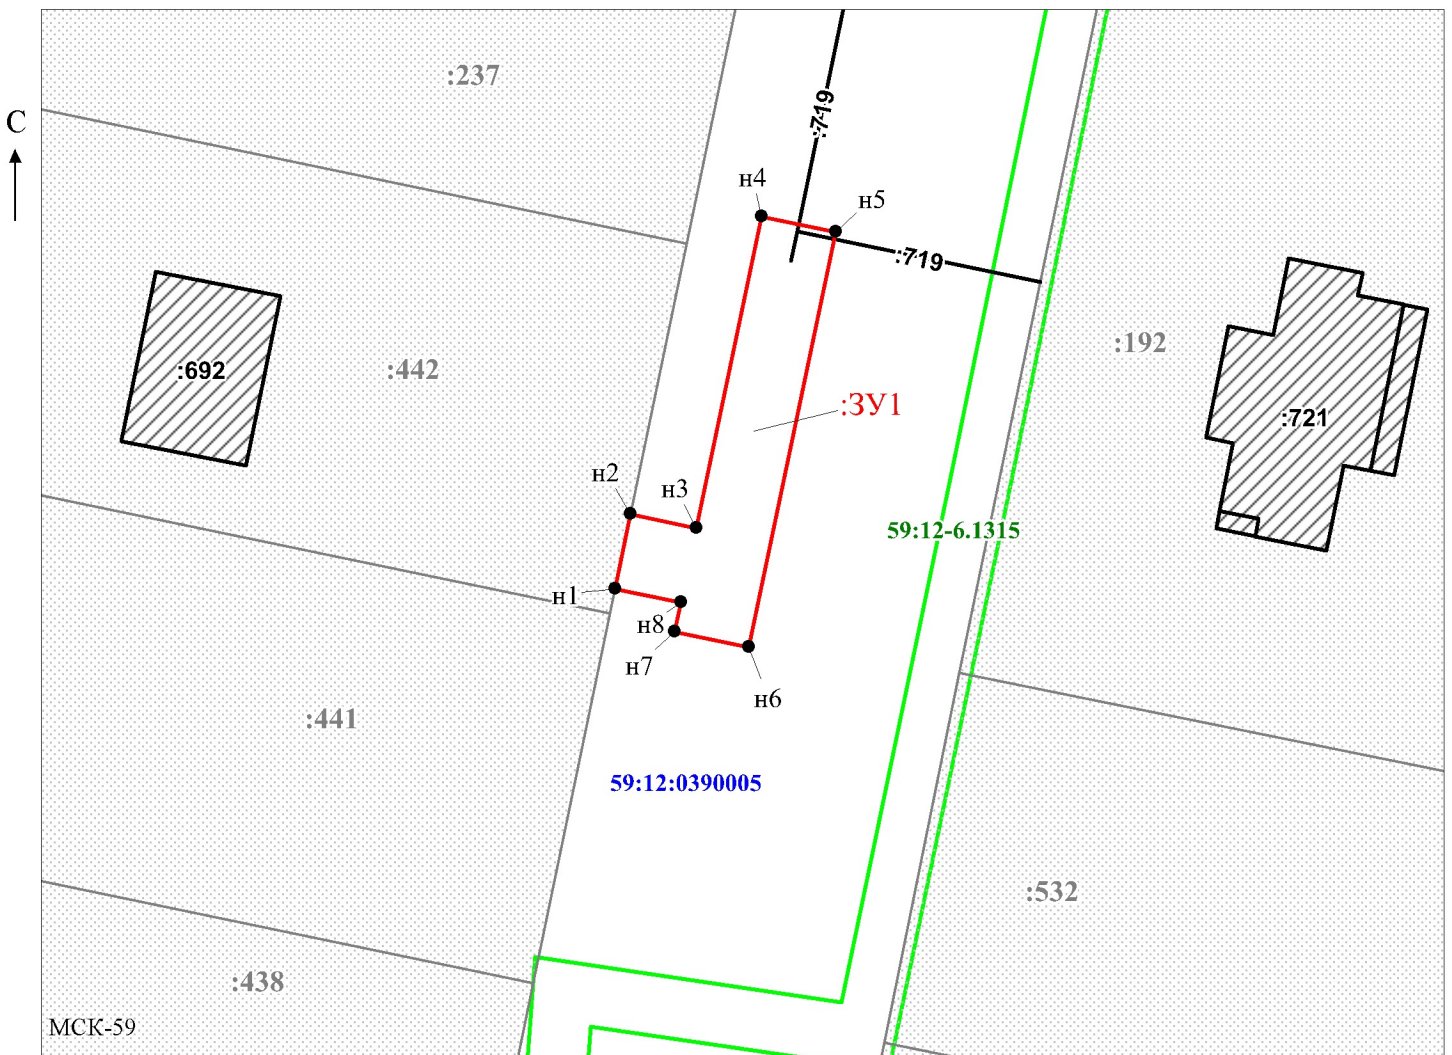 :237
:719
С
н4
н5
:719
:192
:692
:442
:ЗУ1
:721
н2
н3
59:12-6.1315
н1
н8
н7
н6
:441
59:12:0390005
:532
:438
МСК-59